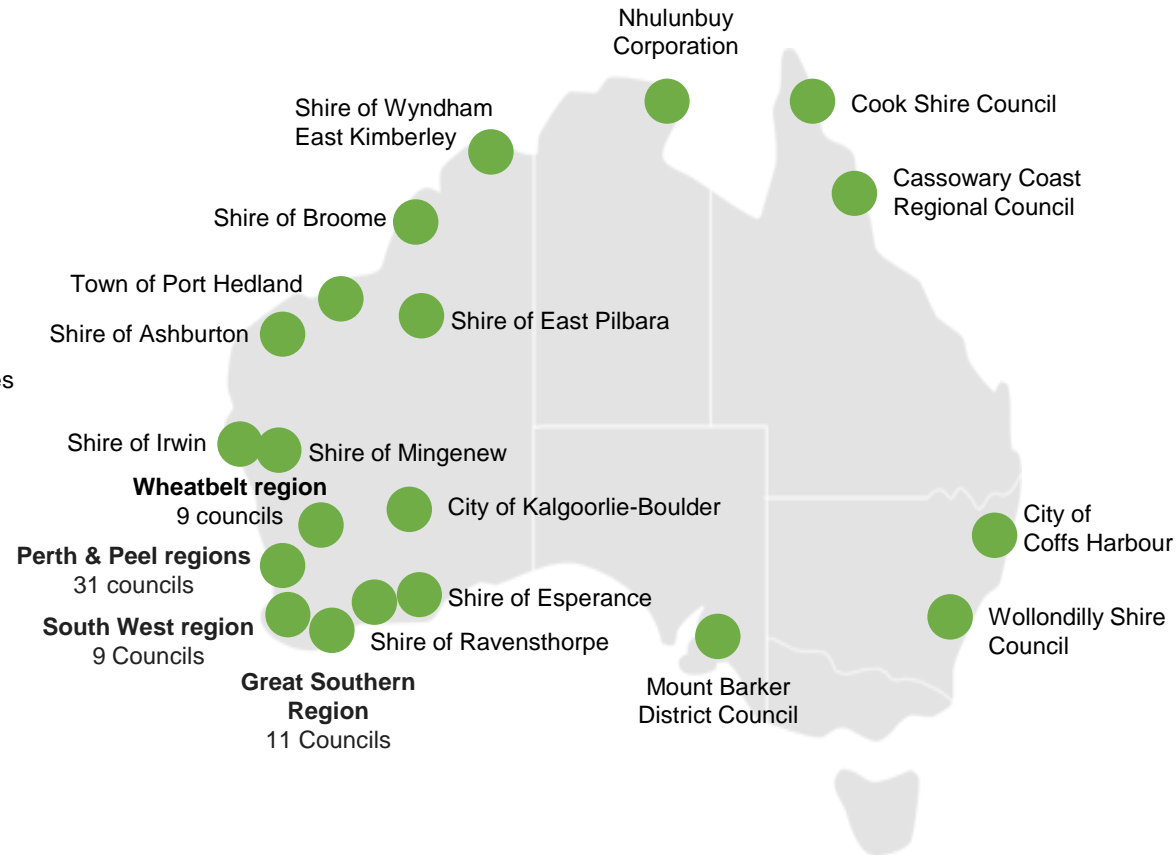 Nhulunbuy
Corporation
Shire of Wyndham
East Kimberley
Cook Shire Council
Cassowary Coast
Regional Council
Shire of Broome
Town of Port Hedland
Shire of Ashburton
Shire of East Pilbara
es
Shire of Irwin
Shire of Mingenew
Wheatbelt region
9 councils
City of Kalgoorlie-Boulder
City of
Coffs Harbour
Perth & Peel regions
31 councils
Shire of Esperance
South West region
9 Councils
Shire of Ravensthorpe
Wollondilly Shire
Council
Great Southern
Region
11 Councils
Mount Barker
District Council